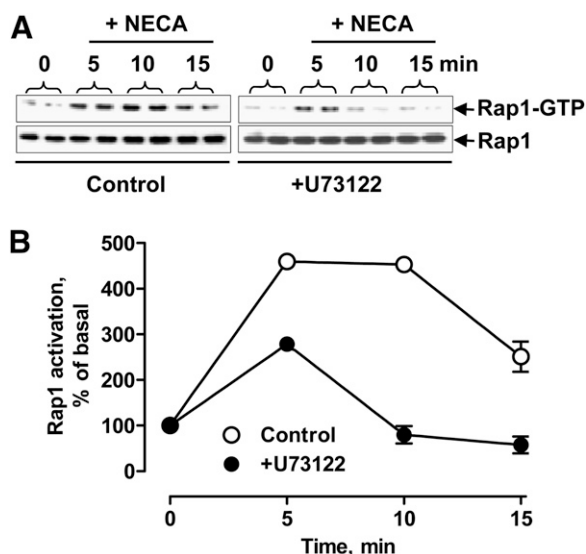 A
+ NECA
+ NECA
0 5 10 15
0 5 10 15 min
Rap1-GTP
Rap1
Control
+U73122
B
Rap1 activation,
% of basal
500
400
300
200
100
0
Control
+U73122
0 5 10 15
Time, min